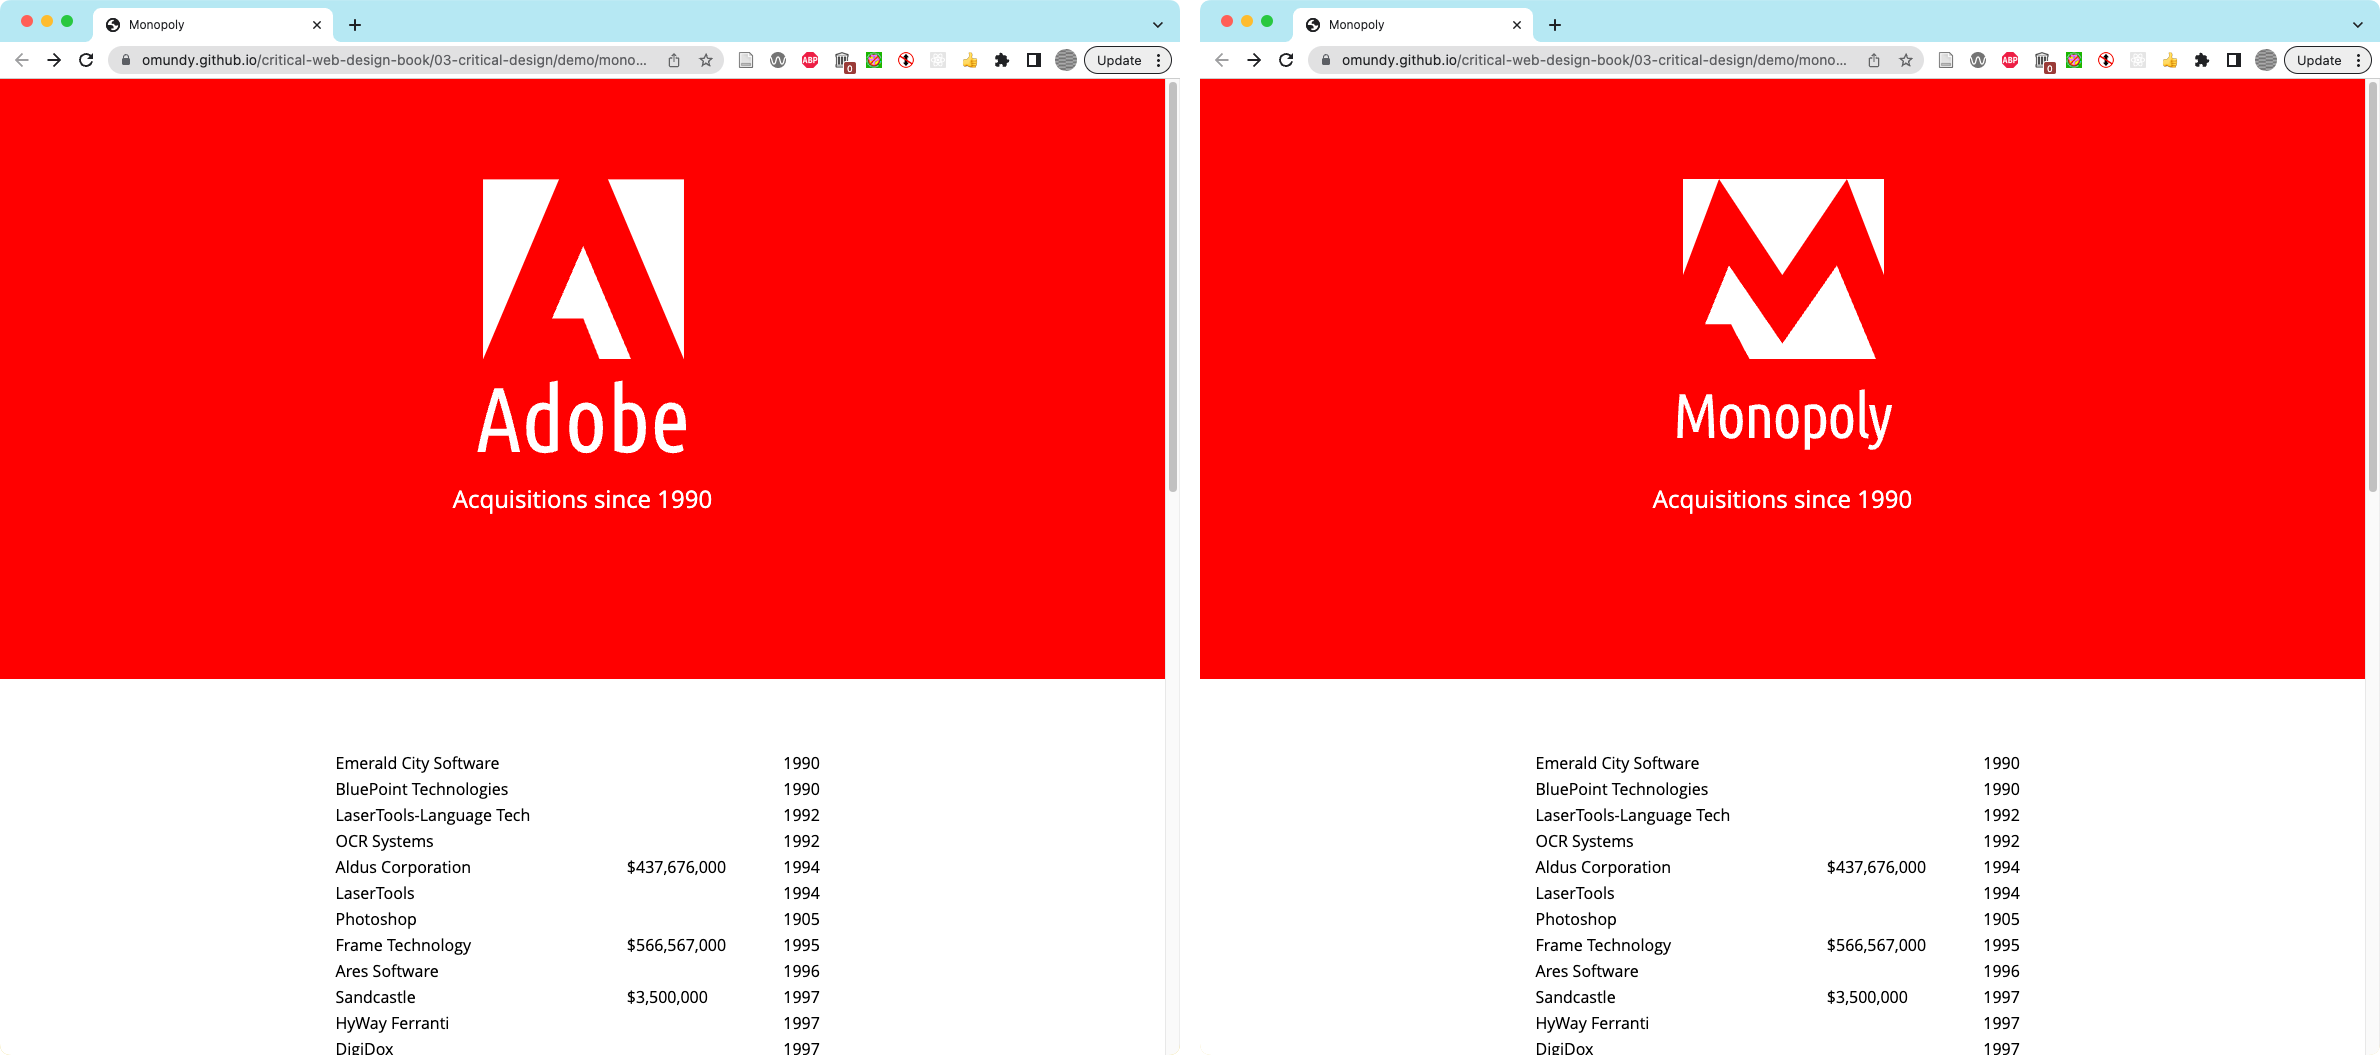 Monopoly
omundy.github.io/critical-web-design-book/03-critical-design/demo/mono...
ABP
0
Update
Adobe
Acquisitions since 1990
Emerald City Software 1990
BluePoint Technologies 1990
LaserTools-Language Tech 1992
OCR Systems 1992
Aldus Corporation $437,676,000 1994
LaserTools 1994
Photoshop 1905
Frame Technology $566,567,000 1995
Ares Software 1996
Sandcastle $3,500,000 1997
HyWay Ferranti 1997
DigiDox 1997
Monopoly
omundy.github.io/critical-web-design-book/03-critical-design/demo/mono...
ABP
0
Update
Monopoly
Acquisitions since 1990
Emerald City Software 1990
BluePoint Technologies 1990
LaserTools-Language Tech 1992
OCR Systems 1992
Aldus Corporation $437,676,000 1994
LaserTools 1994
Photoshop 1905
Frame Technology $566,567,000 1995
Ares Software 1996
Sandcastle $3,500,000 1997
HyWay Ferranti 1997
DigiDox 1997